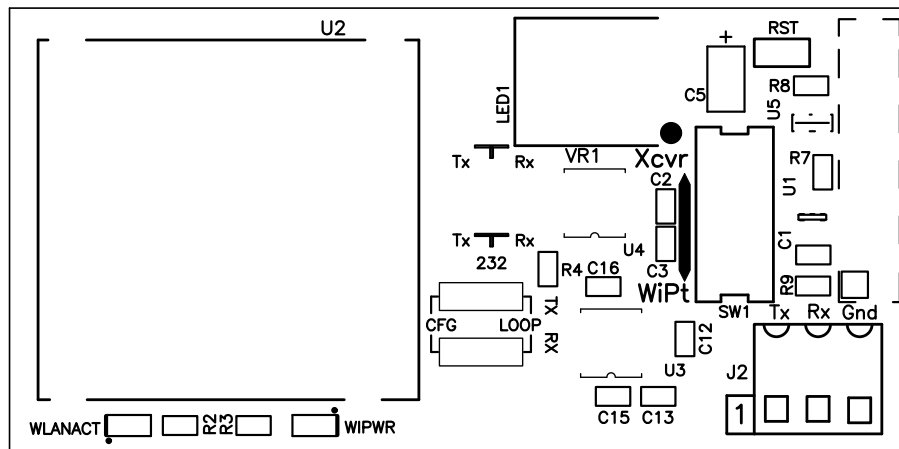 U2
RST
+
C5
R8
LED1
U5
Tx
Rx
VR1
Xcvr
R7
C2
U1
Tx
Rx
U4
C1
232
R4
C16
C3
WiPt
R9
TX
CFG
LOOP
RX
SW1
Tx Rx Gnd
C12
U3
J2
1
WLANACT
R2
R3
WIPWR
C15
C13